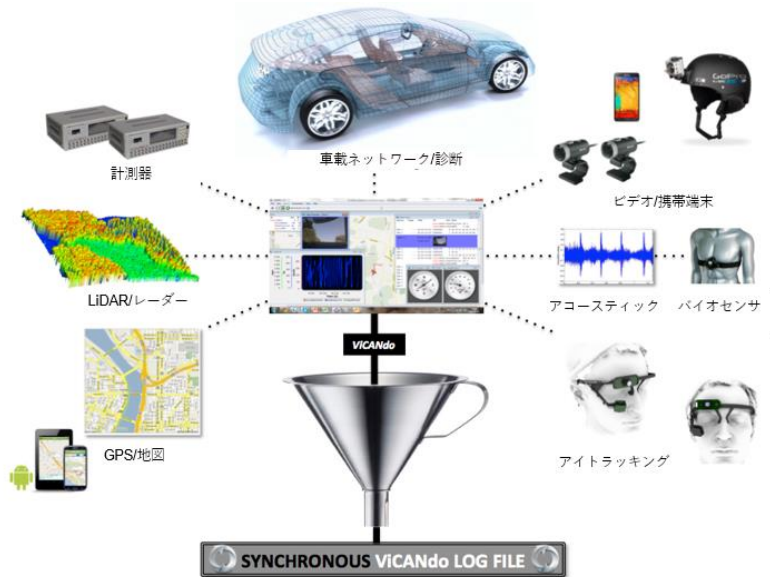 車載ネットワーク/診断
計測器
GoPro
ビデオ/携帯端末
LiDAR/レーダー
アコースティック
バイオセンサ
ViCANdo
GPS/地図
アイトラッキング
SYNCHRONOUS ViCANdo LOG FILE